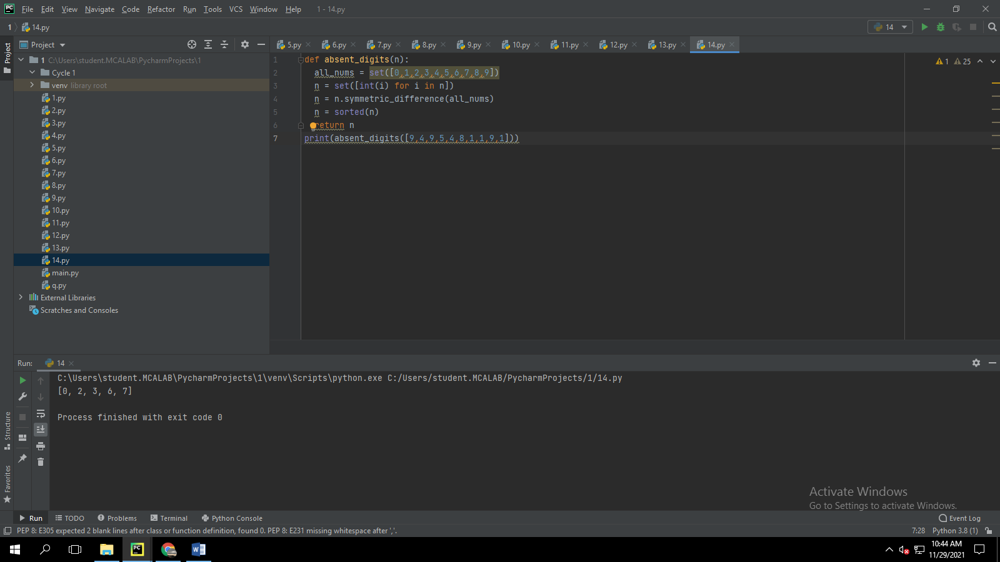 PC File Edit View Navigate Code Refactor Run Tools VCS Window Help 1 - 14.py
1 14.py 14
Project
Project
5.py 6.py 7.py 8.py 9.py 10.py 11.py 12.py 13.py 14.py
1 C:\Users\student.MCALAB\PycharmProjects\1
Cycle 1
venv library root
1.py
2.py
3.py
4.py
5.py
6.py
7.py
8.py
9.py
10.py
11.py
12.py
13.py
14.py
main.py
q.py
External Libraries
Scratches and Consoles
1 def absent_digits(n):
2 all_nums = set([0,1,2,3,4,5,6,7,8,9])
3 n = set([int(i) for i in n])
4 n = n.symmetric_difference(all_nums)
5 n = sorted(n)
6 return n
7 print(absent_digits([9,4,9,5,4,8,1,1,9,1]))
1 25
Run: 14
C:\Users\student.MCALAB\PycharmProjects\1\venv\Scripts\python.exe C:/Users/student.MCALAB/PycharmProjects/1/14.py
[0, 2, 3, 6, 7]
Process finished with exit code 0
Structure
Favorites
Activate Windows
Go to Settings to activate Windows.
Run TODO Problems Terminal Python Console Event Log
PEP 8: E305 expected 2 blank lines after class or function definition, found 0. PEP 8: E231 missing whitespace after ','. 7:28 Python 3.8 (1)
PC
W
10:44 AM
11/29/2021